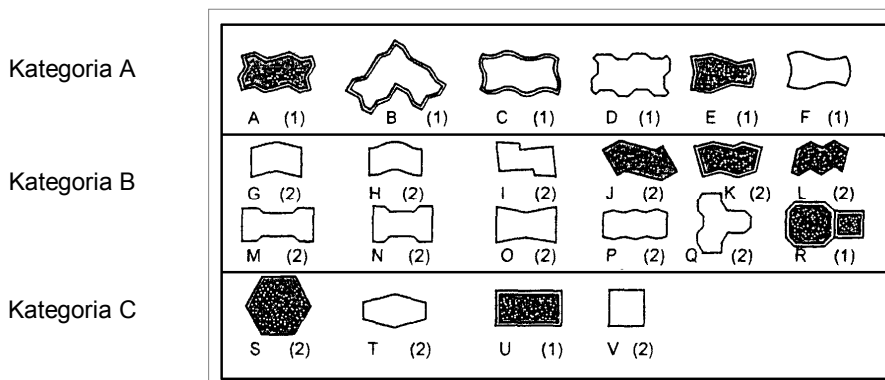 Kategoria A
A (1) B (1) C (1) D (1) E (1) F (1)
Kategoria B
G (2) H (2) I (2) J (2) K (2) L (2)
M (2) N (2) O (2) P (2) Q (2) R (1)
Kategoria C
S (2) T (2) U (1) V (2)